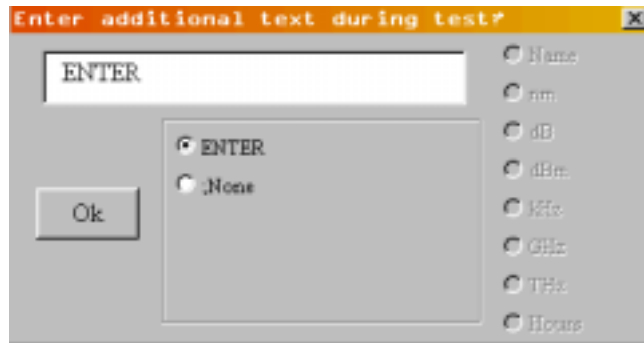 Enter additional text during test?
X
ENTER
ENTER
;None
Ok
Name
nm
dB
dBm
kHz
GHz
THz
Hours